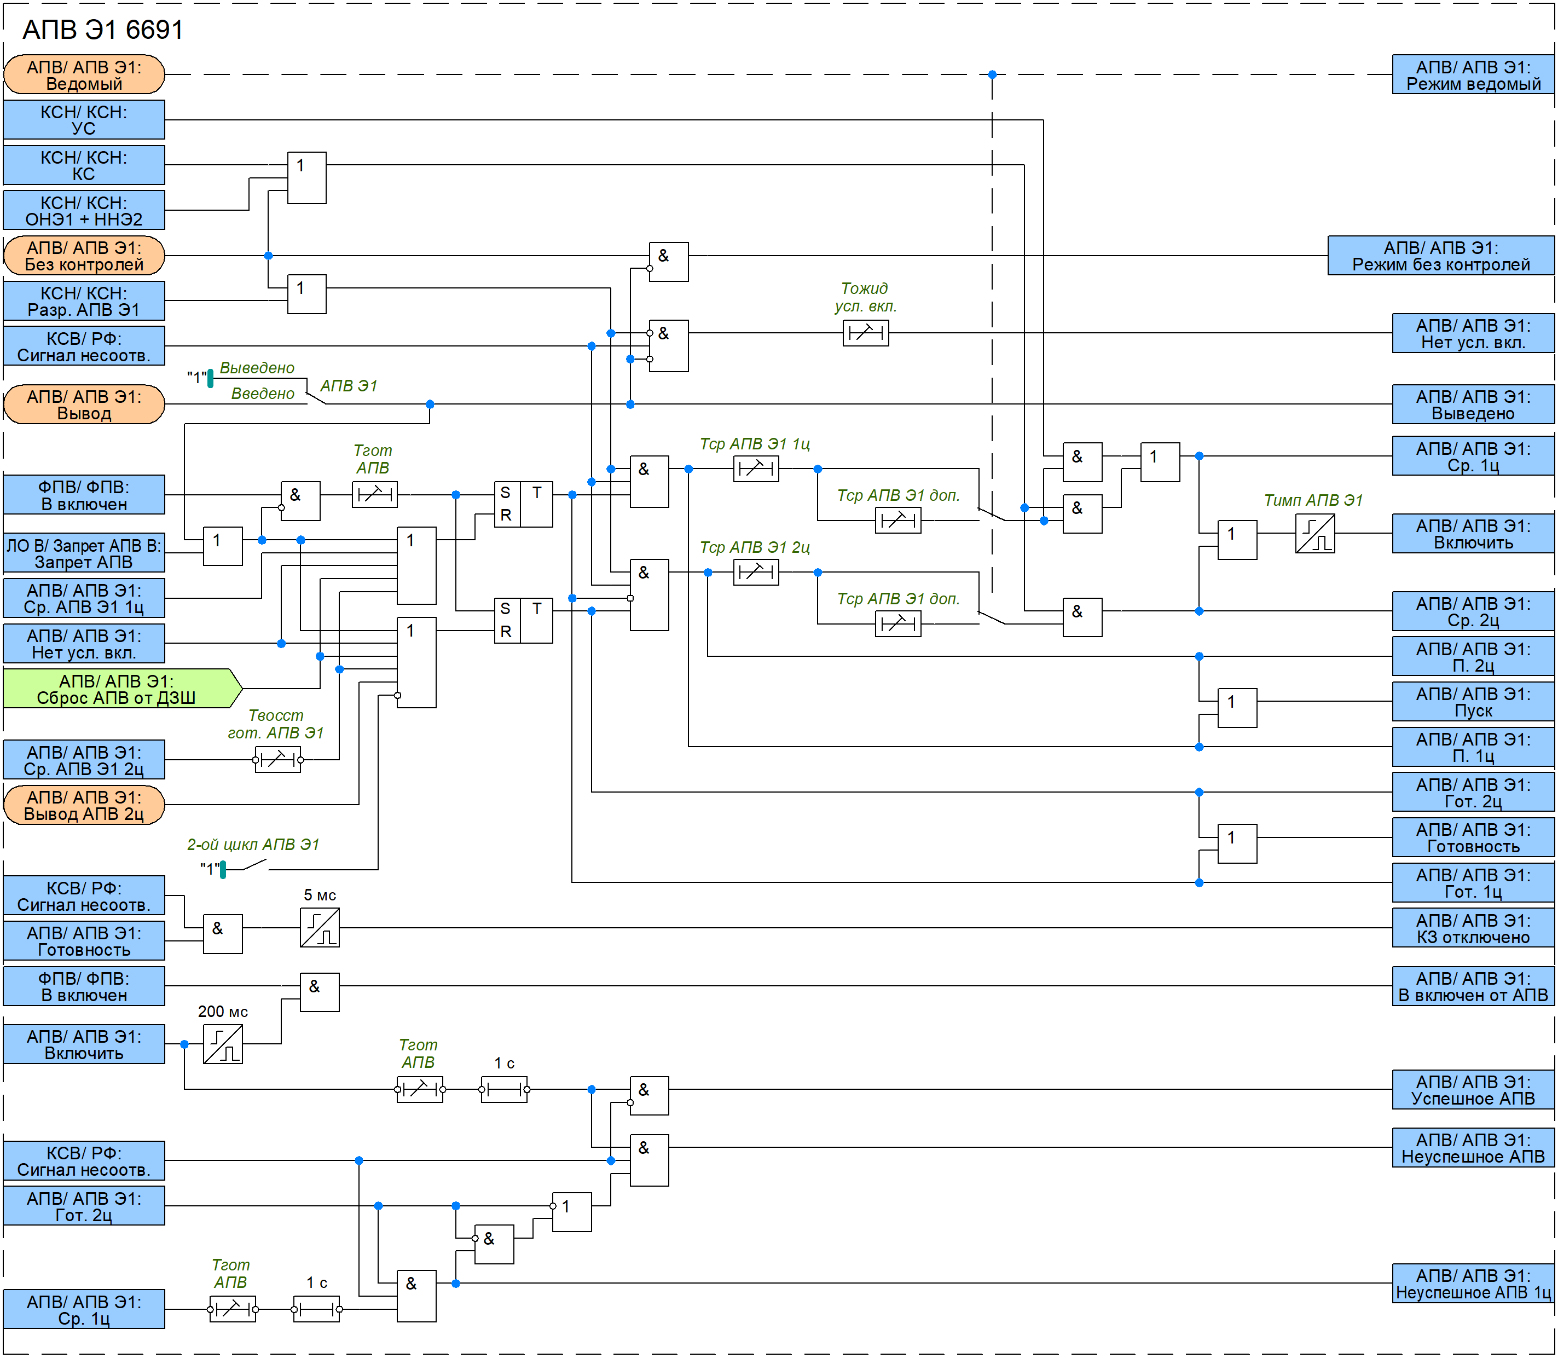 АПВ Э1 6691
АПВ/ АПВ Э1:
Ведомый
АПВ/ АПВ Э1:
Режим ведомый
КСН/ КСН:
УС
КСН/ КСН:
КС
1
КСН/ КСН:
ОНЭ1 + ННЭ2
АПВ/ АПВ Э1:
Без контролей
&
АПВ/ АПВ Э1:
Режим без контролей
КСН/ КСН:
Разр. АПВ Э1
1
Тожид
усл. вкл.
КСВ/ РФ:
Сигнал несоотв.
&
АПВ/ АПВ Э1:
Нет усл. вкл.
"1"
Выведено
Введено
АПВ Э1
АПВ/ АПВ Э1:
Вывод
АПВ/ АПВ Э1:
Выведено
Тгот
АПВ
Тср АПВ Э1 1ц
&
&
1
АПВ/ АПВ Э1:
Ср. 1ц
ФПВ/ ФПВ:
В включен
&
S
T
R
Тср АПВ Э1 доп.
&
Тимп АПВ Э1
ЛО В/ Запрет АПВ В:
Запрет АПВ
1
1
Тср АПВ Э1 2ц
1
АПВ/ АПВ Э1:
Включить
АПВ/ АПВ Э1:
Ср. АПВ Э1 1ц
&
Тср АПВ Э1 доп.
S
T
R
&
АПВ/ АПВ Э1:
Ср. 2ц
АПВ/ АПВ Э1:
Нет усл. вкл.
1
АПВ/ АПВ Э1:
П. 2ц
АПВ/ АПВ Э1:
Сброс АПВ от ДЗШ
1
АПВ/ АПВ Э1:
Пуск
Твосст
гот. АПВ Э1
АПВ/ АПВ Э1:
Ср. АПВ Э1 2ц
АПВ/ АПВ Э1:
П. 1ц
АПВ/ АПВ Э1:
Вывод АПВ 2ц
АПВ/ АПВ Э1:
Гот. 2ц
2-ой цикл АПВ Э1
"1"
1
АПВ/ АПВ Э1:
Готовность
КСВ/ РФ:
Сигнал несоотв.
5 мс
АПВ/ АПВ Э1:
Гот. 1ц
АПВ/ АПВ Э1:
Готовность
&
АПВ/ АПВ Э1:
КЗ отключено
ФПВ/ ФПВ:
В включен
&
АПВ/ АПВ Э1:
В включен от АПВ
200 мс
АПВ/ АПВ Э1:
Включить
Тгот
АПВ
1 с
&
АПВ/ АПВ Э1:
Успешное АПВ
КСВ/ РФ:
Сигнал несоотв.
&
АПВ/ АПВ Э1:
Неуспешное АПВ
АПВ/ АПВ Э1:
Гот. 2ц
1
&
Тгот
АПВ
1 с
&
АПВ/ АПВ Э1:
Неуспешное АПВ 1ц
АПВ/ АПВ Э1:
Ср. 1ц